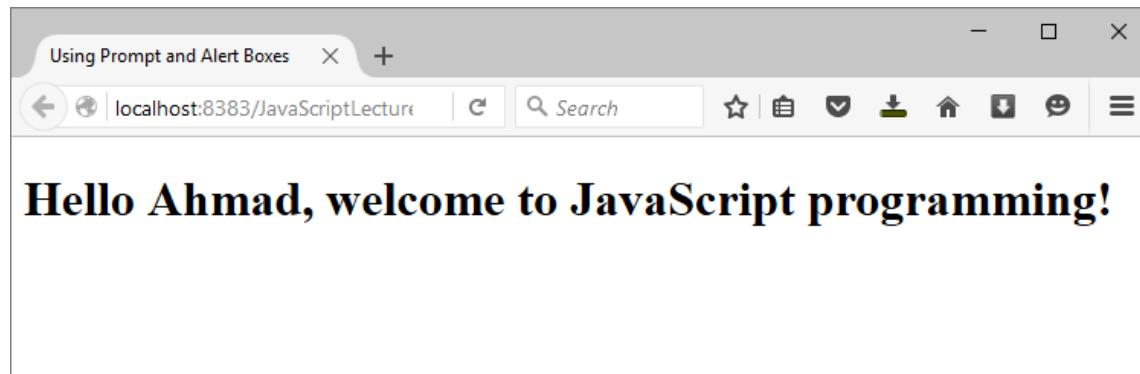 Using Prompt and Alert Boxes
localhost:8383/JavaScriptLecture
Search
Hello Ahmad, welcome to JavaScript programming!